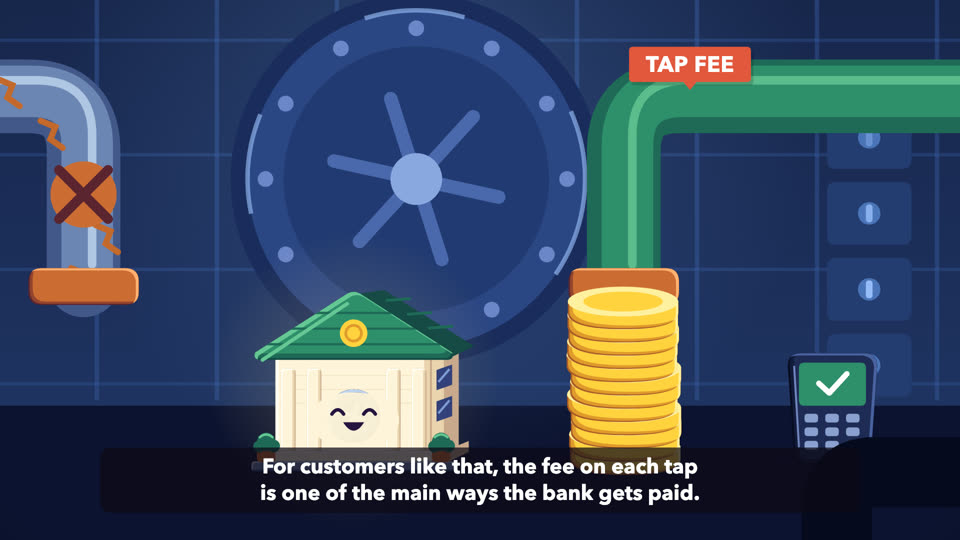 TAP FEE
For customers like that, the fee on each tap
is one of the main ways the bank gets paid.